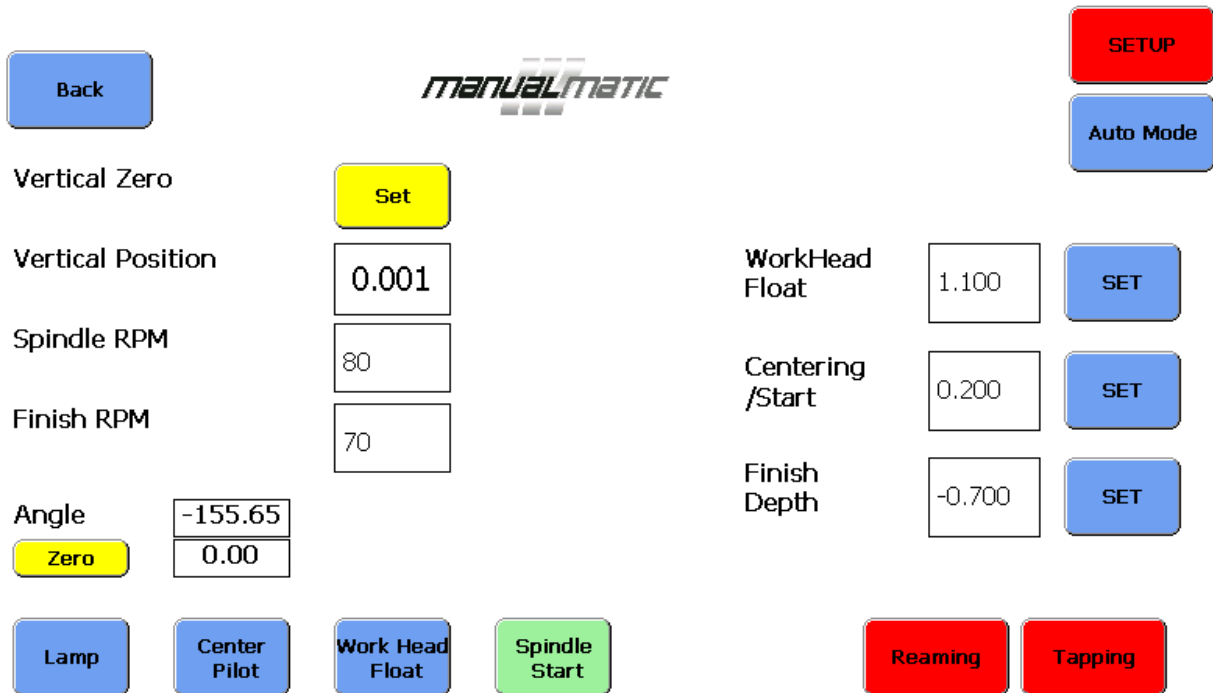 SETUP
Back
manualmatic
Auto Mode
Vertical Zero
Set
Vertical Position
0.001
WorkHead
Float
1.100
SET
Spindle RPM
80
Centering
/Start
0.200
SET
Finish RPM
70
Finish
Depth
-0.700
SET
Angle
-155.65
Zero
0.00
Lamp
Center
Pilot
Work Head
Float
Spindle
Start
Reaming
Tapping